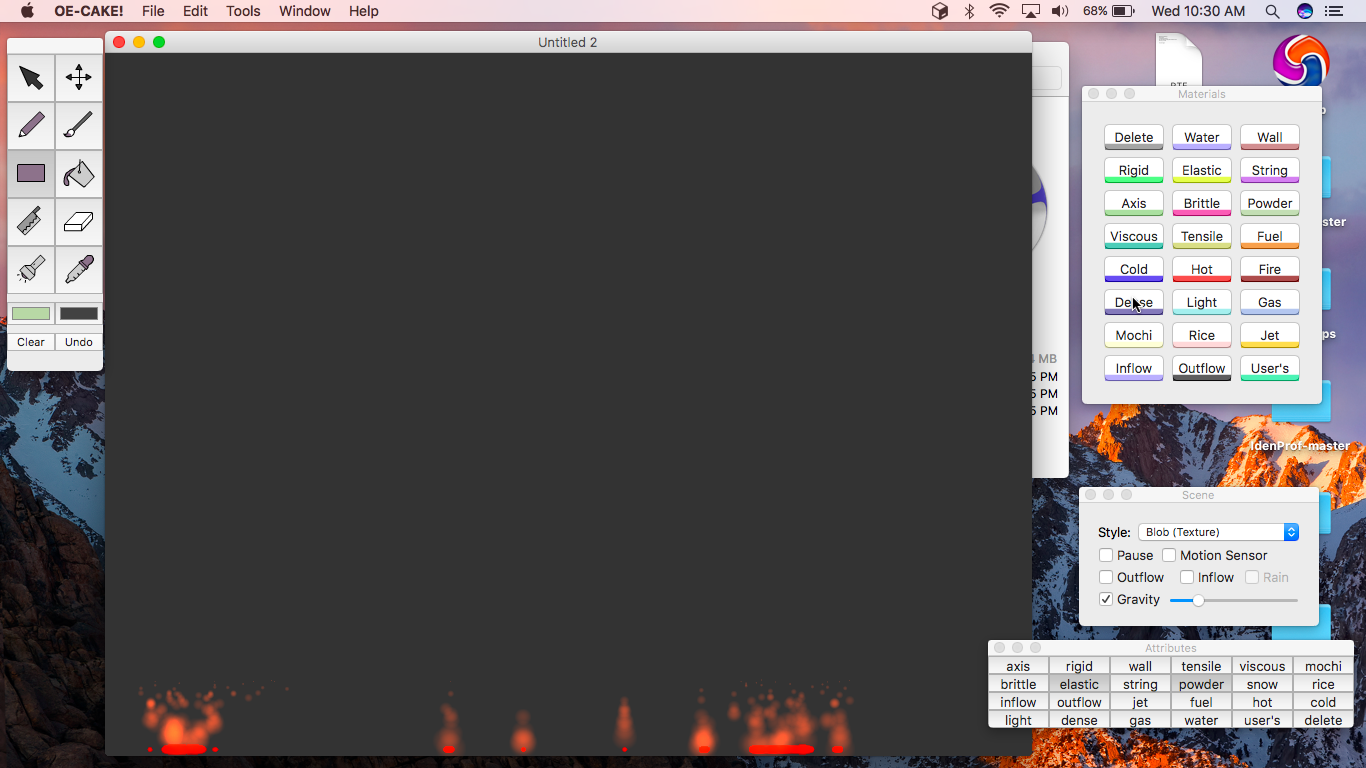 OE-CAKE! File Edit Tools Window Help 68% Wed 10:30 AM
Untitled 2
Clear Undo
Materials
Delete Water Wall
Rigid Elastic String
Axis Brittle Powder
Viscous Tensile Fuel
Cold Hot Fire
Dense Light Gas
Mochi Rice Jet
Inflow Outflow User's
ster
ps
MB
5 PM
5 PM
5 PM
IdenProf-master
Scene
Style: Blob (Texture)
Pause Motion Sensor
Outflow Inflow Rain
Gravity
Attributes
axis rigid wall tensile viscous mochi
brittle elastic string powder snow rice
inflow outflow jet fuel hot cold
light dense gas water user's delete